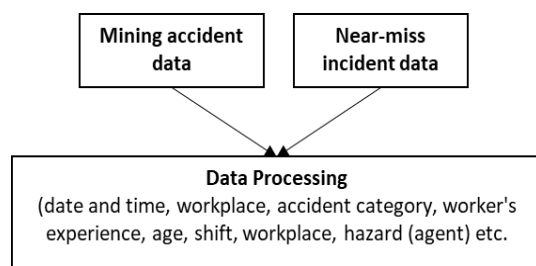 Mining accident
data
Near-miss
incident data
Data Processing
(date and time, workplace, accident category, worker's
experience, age, shift, workplace, hazard (agent) etc.